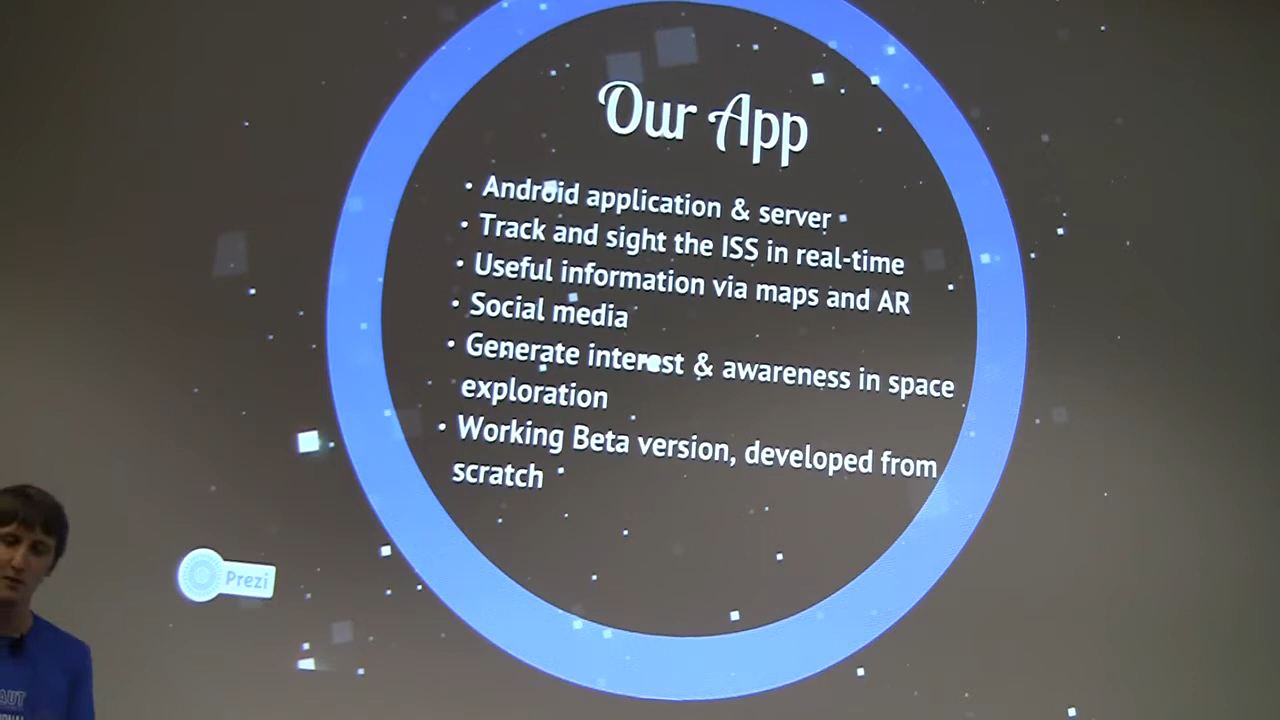 Our App
• Android application & server
• Track and sight the ISS in real-time
• Useful information via maps and AR
• Social media
• Generate interest & awareness in space
exploration
• Working Beta version, developed from
scratch
Prezi
AUT